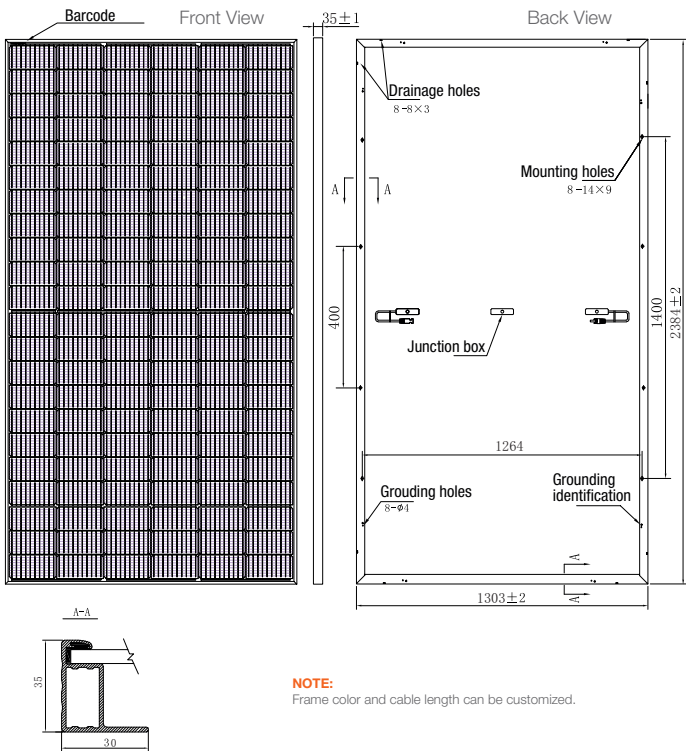 Barcode
Front View
35±1
Back View
Drainage holes
8-8×3
Mounting holes
8-14×9
A
A
400
1400
2384±2
Junction box
1264
Grouding holes
8-φ4
Grounding
identification
A
A
1303±2
A-A
35
30
NOTE:
Frame color and cable length can be customized.